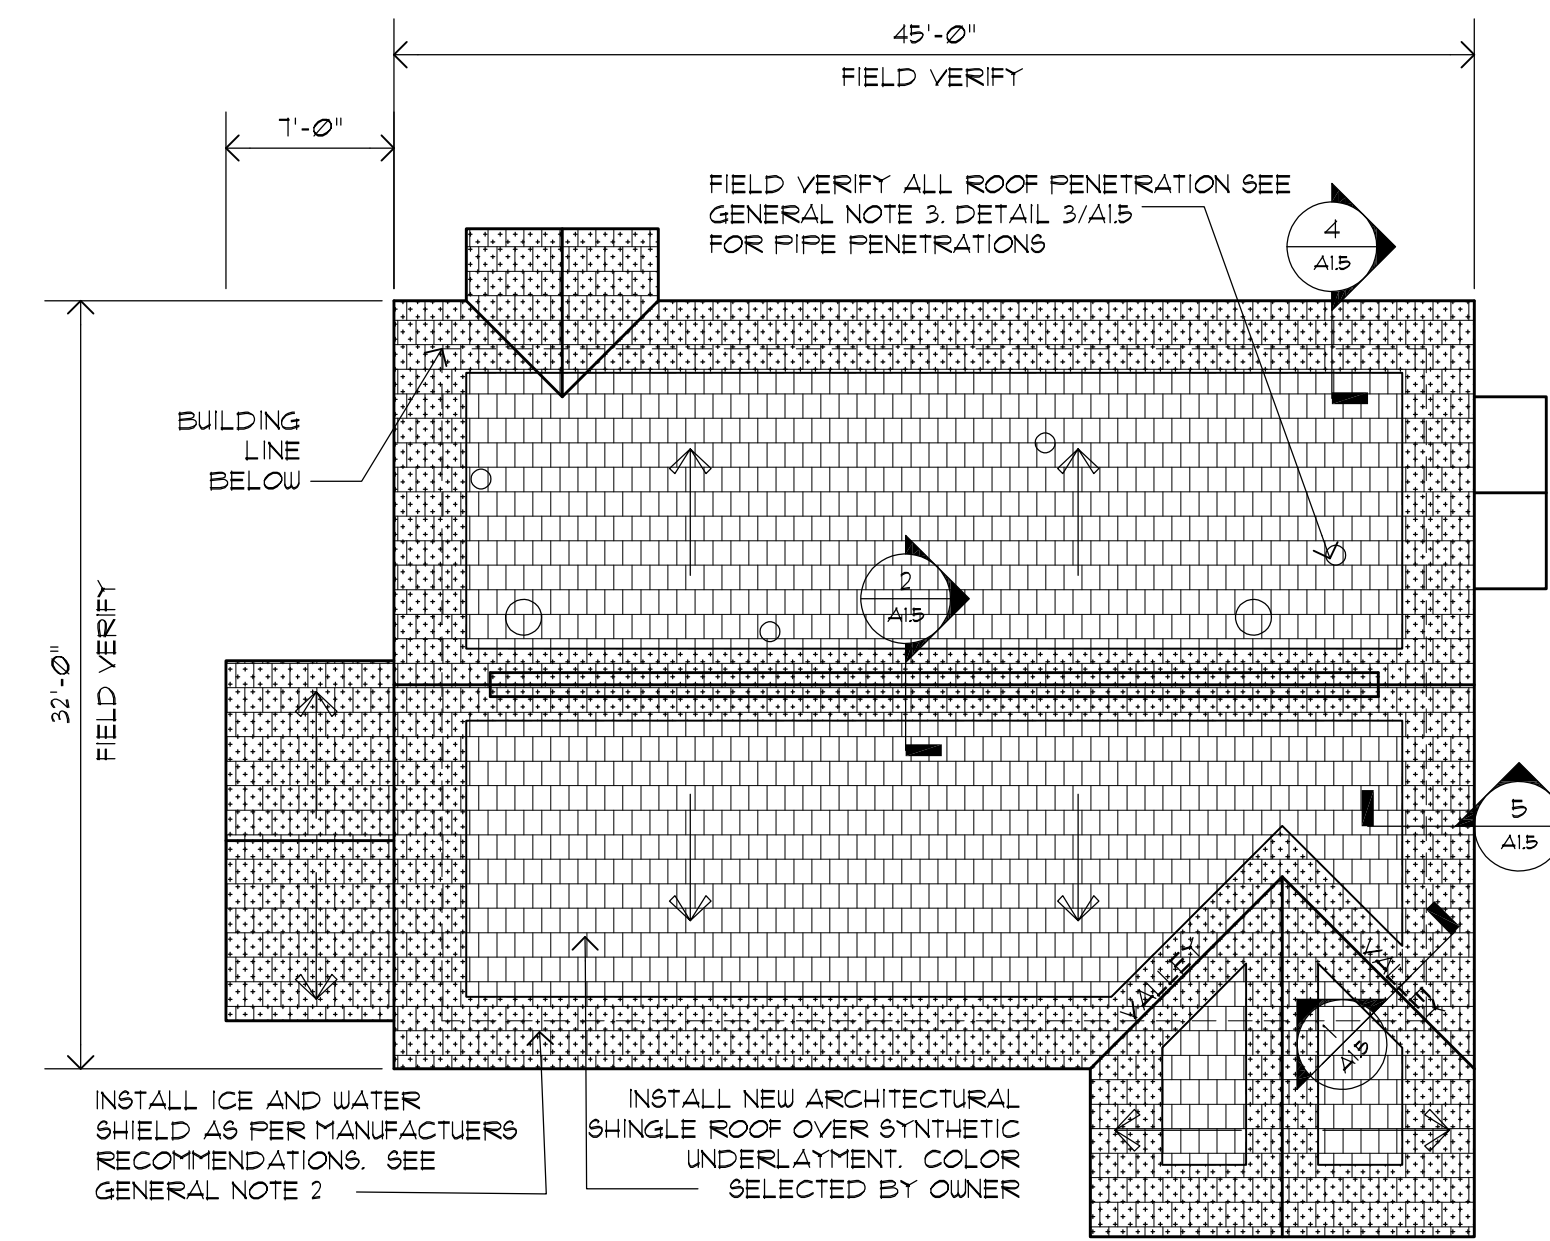 45'-0"
FIELD VERIFY
7'-0"
FIELD VERIFY ALL ROOF PENETRATION SEE
GENERAL NOTE 3. DETAIL 3/A1.5
FOR PIPE PENETRATIONS
4
A1.5
BUILDING
LINE
BELOW
2
A1.5
32'-0"
FIELD VERIFY
5
A1.5
VALLEY
VALLEY
1
A1.5
INSTALL ICE AND WATER
SHIELD AS PER MANUFACTUERS
RECOMMENDATIONS. SEE
GENERAL NOTE 2
INSTALL NEW ARCHITECTURAL
SHINGLE ROOF OVER SYNTHETIC
UNDERLAYMENT. COLOR
SELECTED BY OWNER